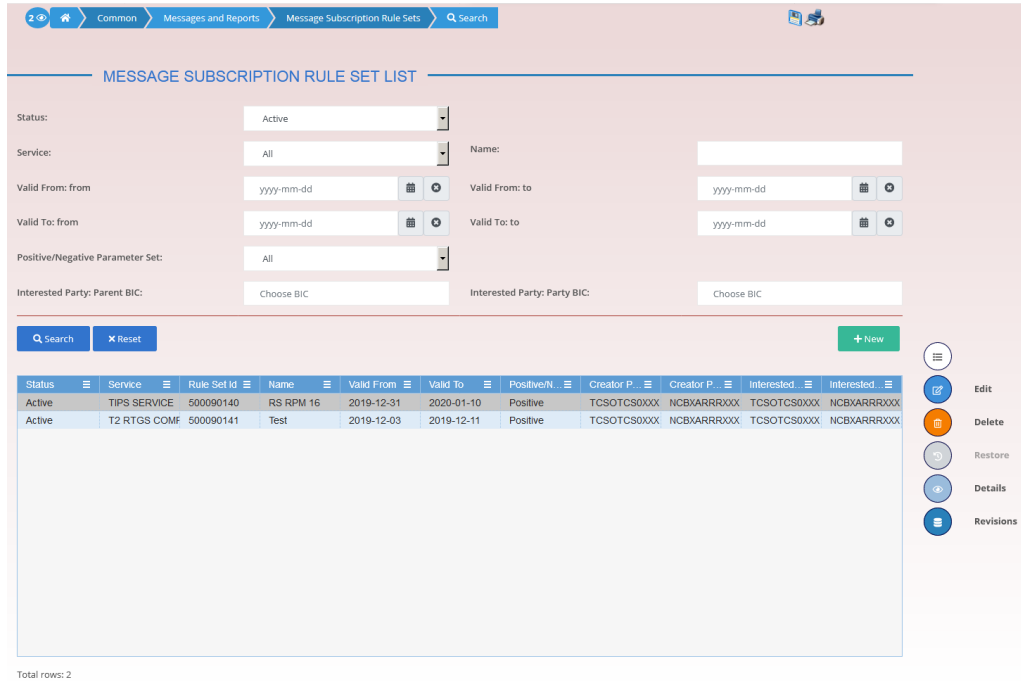 2 Common Messages and Reports Message Subscription Rule Sets Search
MESSAGE SUBSCRIPTION RULE SET LIST
Status: Active
Service: All Name:
Valid From: from yyyy-mm-dd Valid From: to yyyy-mm-dd
Valid To: from yyyy-mm-dd Valid To: to yyyy-mm-dd
Positive/Negative Parameter Set: All
Interested Party: Parent BIC: Choose BIC Interested Party: Party BIC: Choose BIC
Search Reset New
Status Service Rule Set Id Name Valid From Valid To Positive/N... Creator P... Creator P... Interested... Interested...
Active TIPS SERVICE 500090140 RS RPM 16 2019-12-31 2020-01-10 Positive TCSOTCS0XXX NCBXARRRXXX TCSOTCS0XXX NCBXARRRXXX
Active T2 RTGS COMP 500090141 Test 2019-12-03 2019-12-11 Positive TCSOTCS0XXX NCBXARRRXXX TCSOTCS0XXX NCBXARRRXXX
Edit
Delete
Restore
Details
Revisions
Total rows: 2